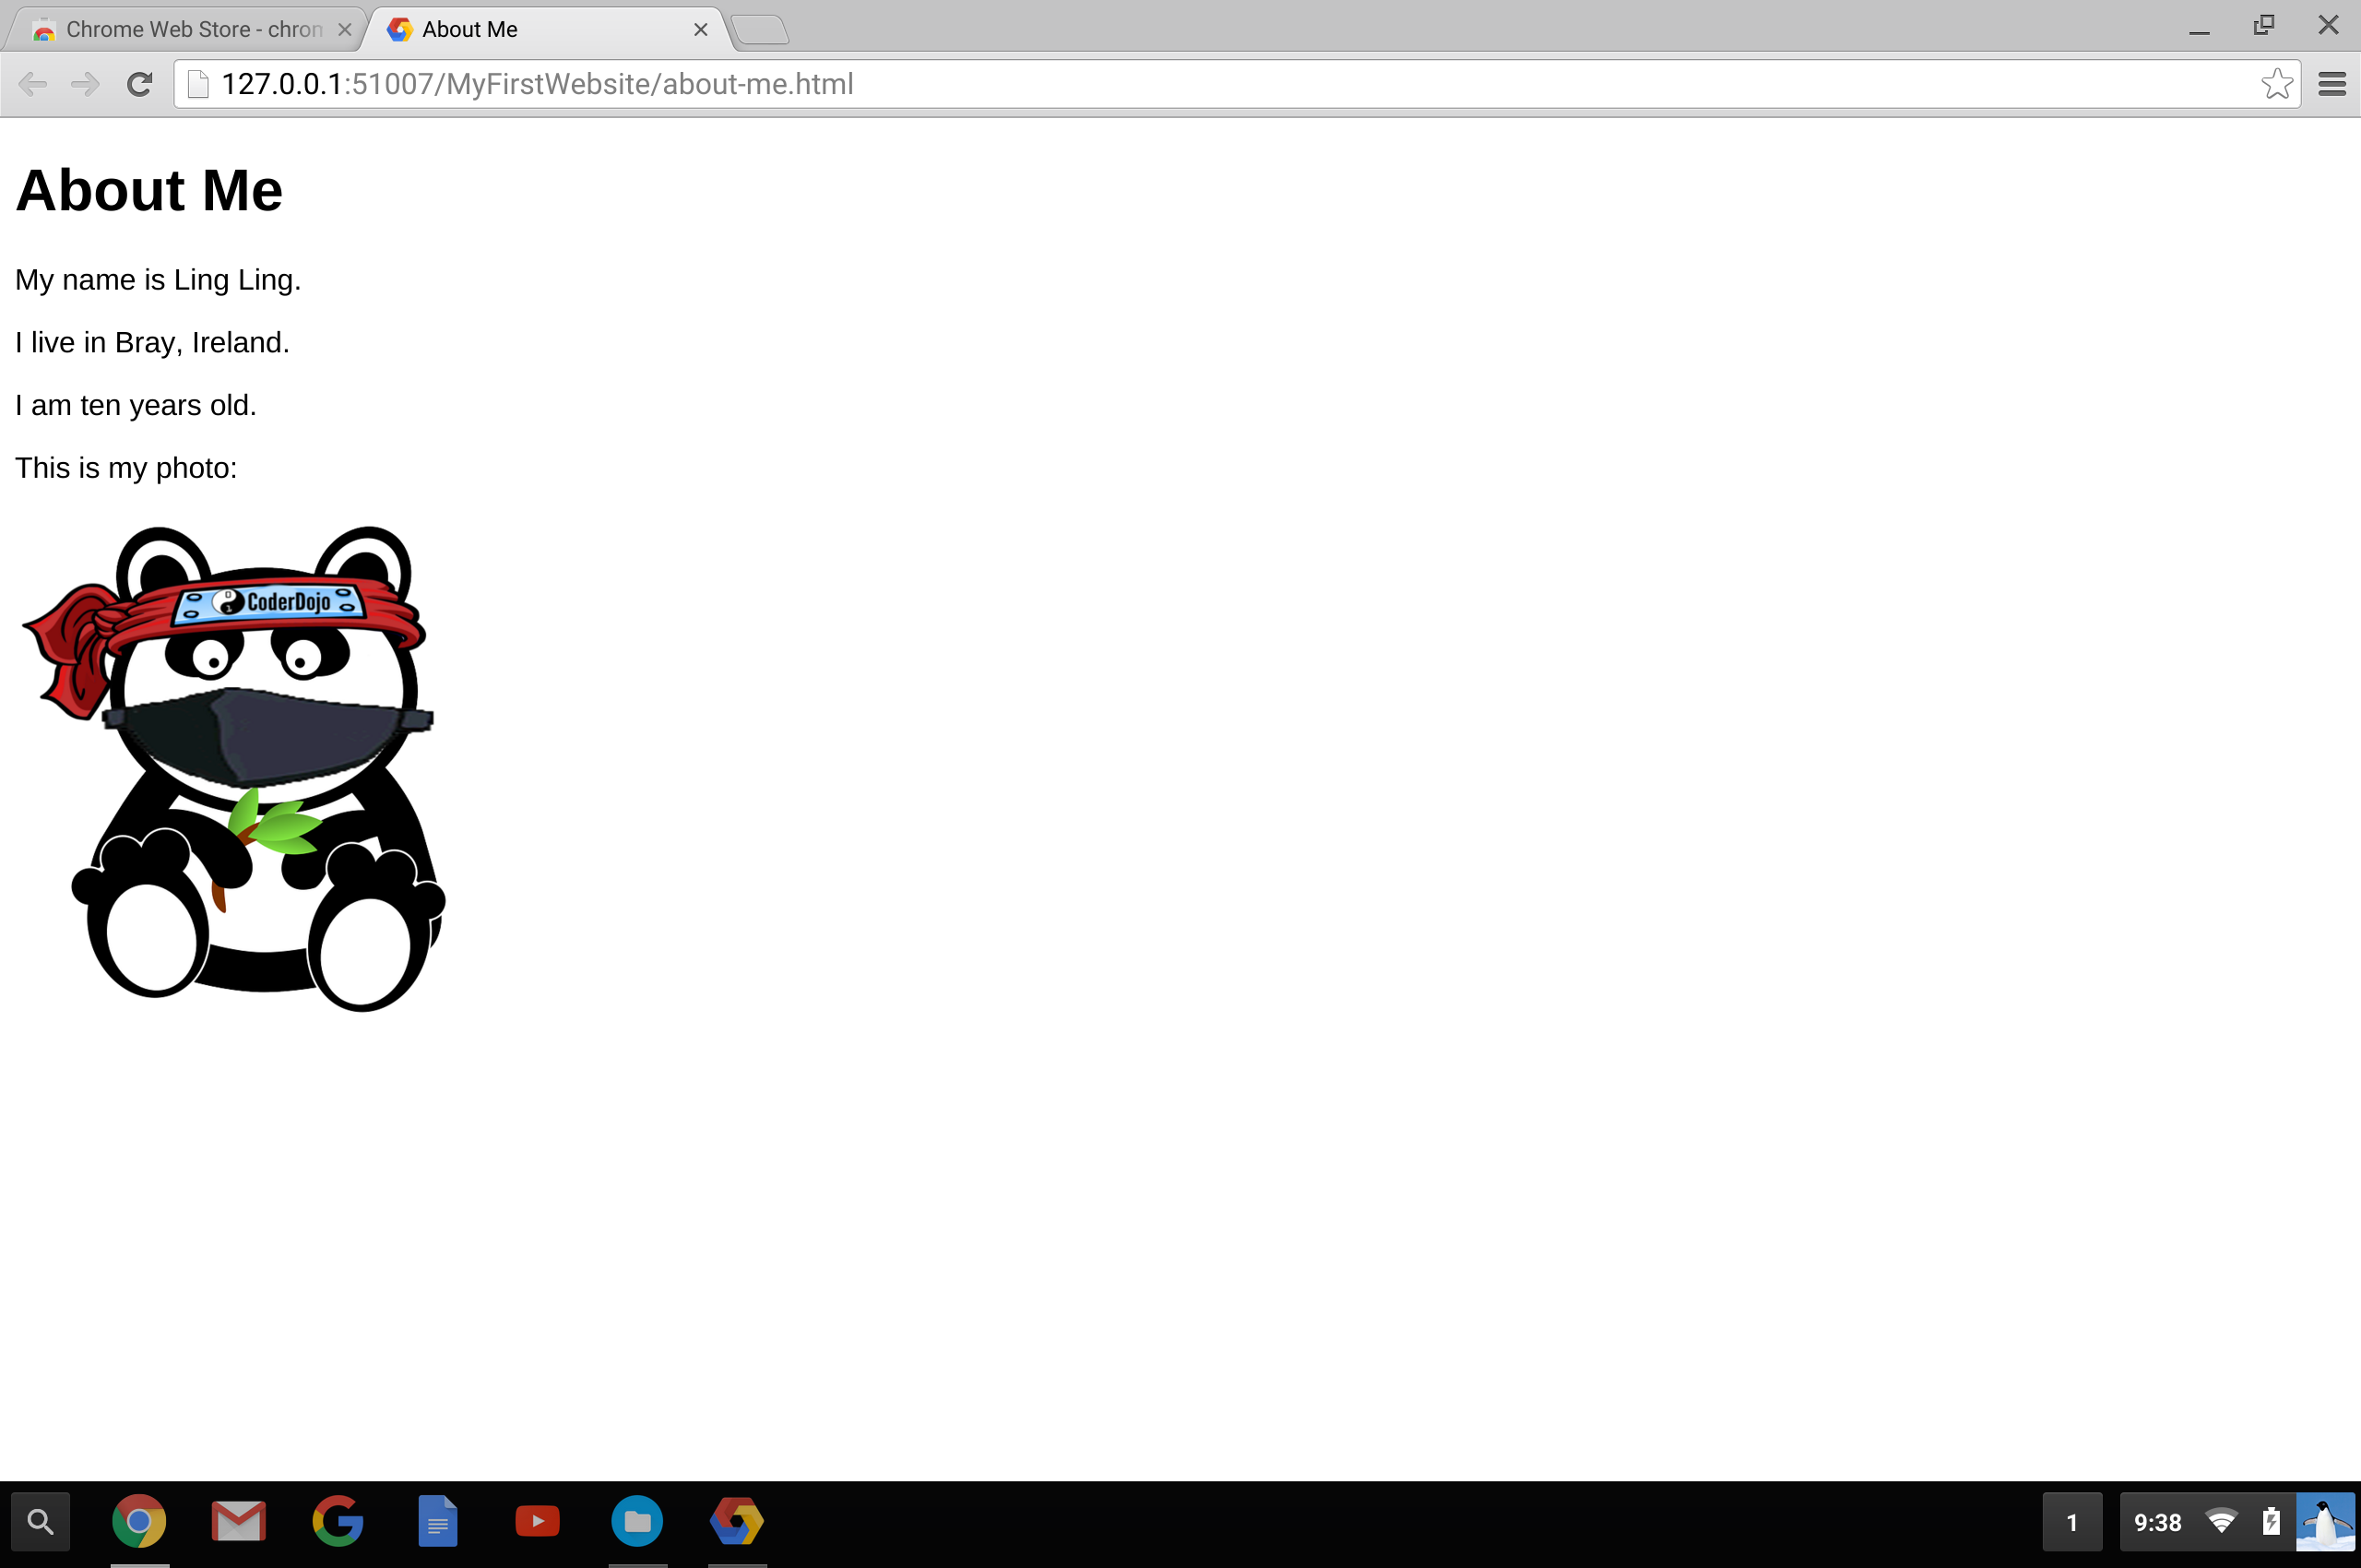 Chrome Web Store - chron
About Me
127.0.0.1:51007/MyFirstWebsite/about-me.html
About Me
My name is Ling Ling.
I live in Bray, Ireland.
I am ten years old.
This is my photo:
0
1
CoderDojo
1
9:38